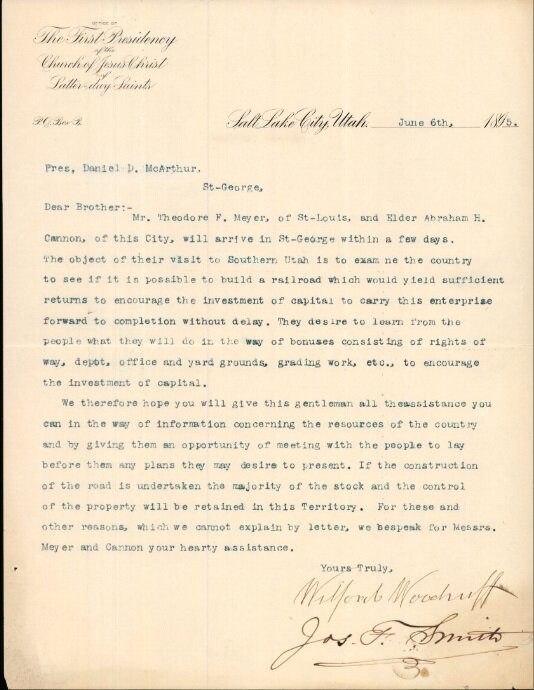 OFFICE OF
The First Presidency
of the
Church of Jesus Christ
of
Latter-day Saints
P.O. Box B.
Salt Lake City, Utah. June 6th, 1895.
Pres, Daniel D. McArthur,
St-George,
Dear Brother:-
Mr. Theodore F. Meyer, of St-Louis, and Elder Abraham H.
Cannon, of this City, will arrive in St-George within a few days.
The object of their visit to Southern Utah is to exam ne the country
to see if it is possible to build a railroad which would yield sufficient
returns to encourage the investment of capital to carry this enterprise
forward to completion without delay. They desire to learn from the
people what they will do in the way of bonuses consisting of rights of
way, depot, office and yard grounds, grading work, etc., to encourage
the investment of capital.
We therefore hope you will give this gentleman all theassistance you
can in the way of information concerning the resources of the country
and by giving them an opportunity of meeting with the people to lay
before them any plans they may desire to present. If the construction
of the road is undertaken the majority of the stock and the control
of the property will be retained in this Territory. For these and
other reasons, which we cannot explain by letter, we bespeak for Messrs.
Meyer and Cannon your hearty assistance.
Yours Truly,
Wilford Woodruff
Jos. F. Smith
3